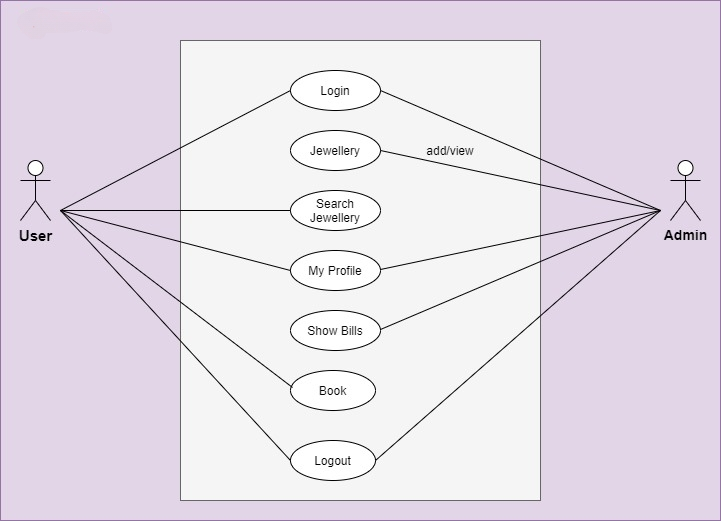 Login
Jewellery
add/view
Search
Jewellery
User
Admin
My Profile
Show Bills
Book
Logout